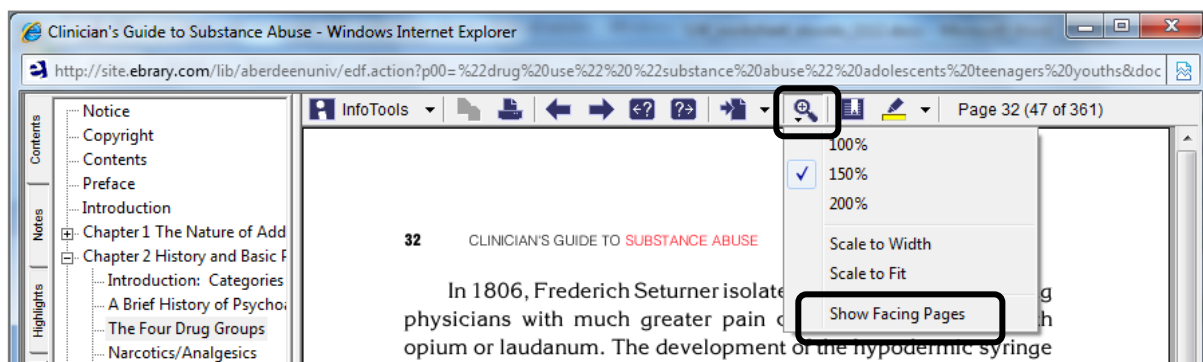 Clinician's Guide to Substance Abuse - Windows Internet Explorer
http://site.ebrary.com/lib/aberdeenuniv/edf.action?p00=%22drug%20use%22%20%22substance%20abuse%22%20adolescents%20teenagers%20youths&doc
InfoTools
Page 32 (47 of 361)
Contents
Notes
Highlights
Notice
Copyright
Contents
Preface
Introduction
Chapter 1 The Nature of Add
Chapter 2 History and Basic P
Introduction: Categories
A Brief History of Psychoa
The Four Drug Groups
Narcotics/Analgesics
100%
150%
200%
Scale to Width
Scale to Fit
Show Facing Pages
32 CLINICIAN'S GUIDE TO SUBSTANCE ABUSE
In 1806, Frederich Seturner isolate g
physicians with much greater pain c h
opium or laudanum. The development of the hypodermic syringe